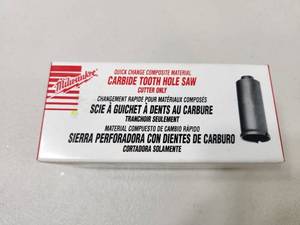 Milwaukee
QUICK CHANGE COMPOSITE MATERIAL
CARBIDE TOOTH HOLE SAW
CUTTER ONLY
CHANGEMENT RAPIDE POUR MATÉRIAUX COMPOSÉS
SCIE À GUICHET À DENTS AU CARBURE
TRANCHOIR SEULEMENT
MATERIAL COMPUESTO DE CAMBIO RÁPIDO
SIERRA PERFORADORA CON DIENTES DE CARBURO
CORTADORA SOLAMENTE